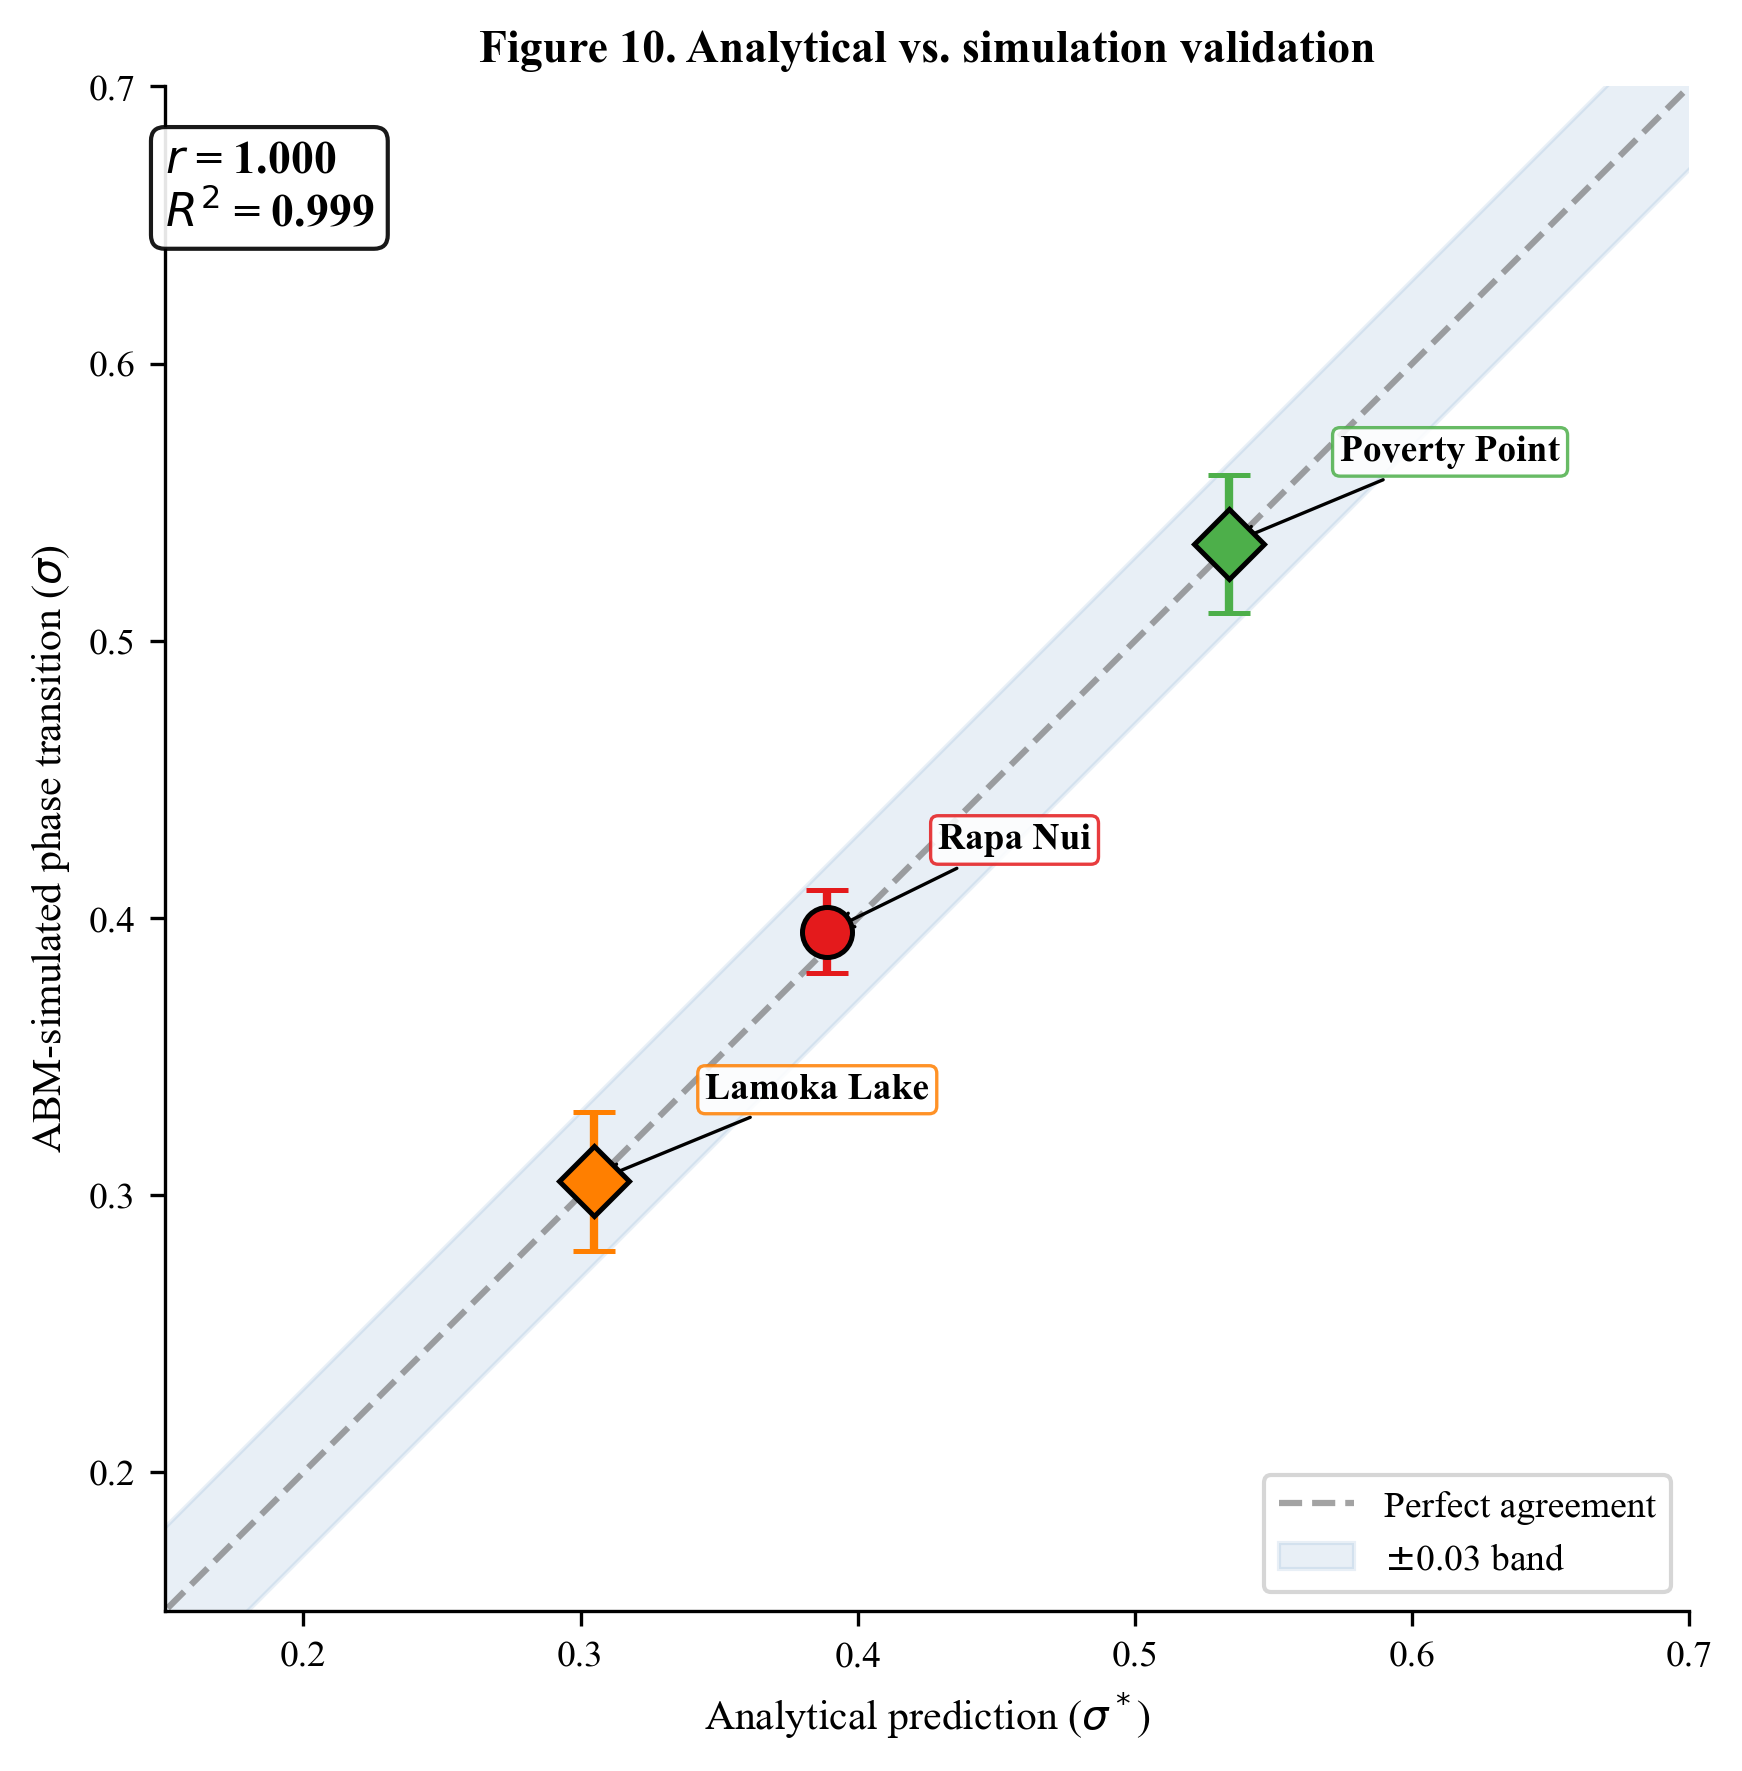 Figure 10. Analytical vs. simulation validation
r = 1.000
R² = 0.999
0.7
0.6
0.5
0.4
0.3
0.2
ABM-simulated phase transition (σ)
Poverty Point
Rapa Nui
Lamoka Lake
Perfect agreement
±0.03 band
0.2 0.3 0.4 0.5 0.6 0.7
Analytical prediction (σ*)